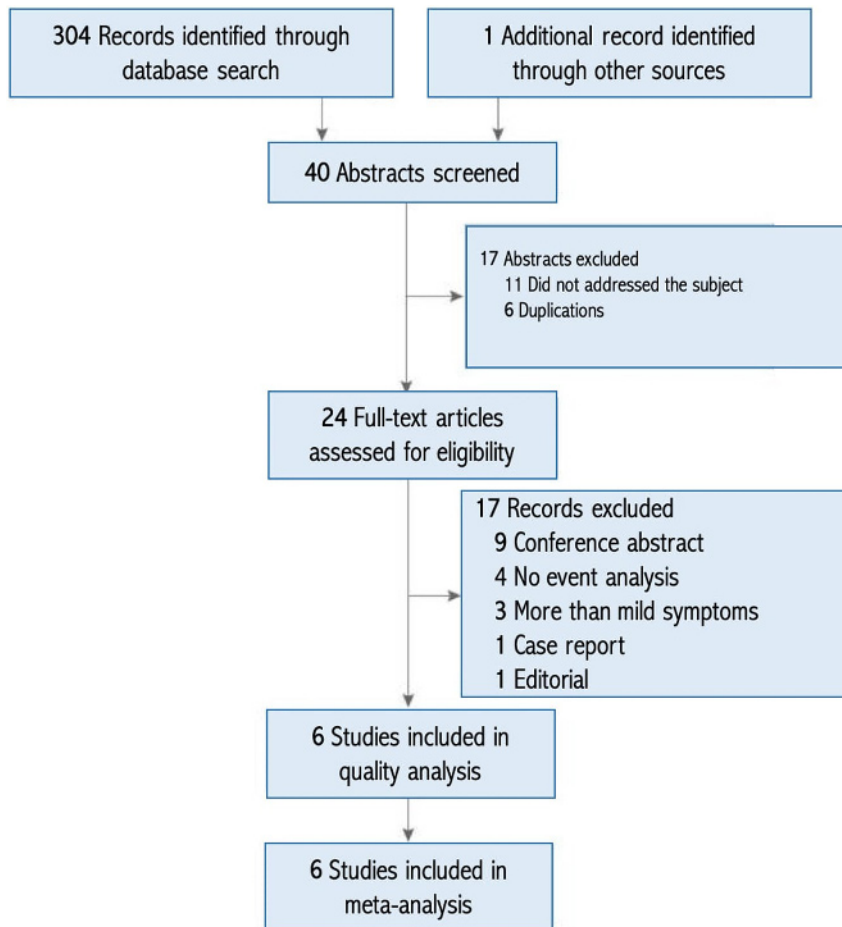 304 Records identified through
database search
1 Additional record identified
through other sources
40 Abstracts screened
17 Abstracts excluded
11 Did not addressed the subject
6 Duplications
24 Full-text articles
assessed for eligibility
17 Records excluded
9 Conference abstract
4 No event analysis
3 More than mild symptoms
1 Case report
1 Editorial
6 Studies included in
quality analysis
6 Studies included in
meta-analysis